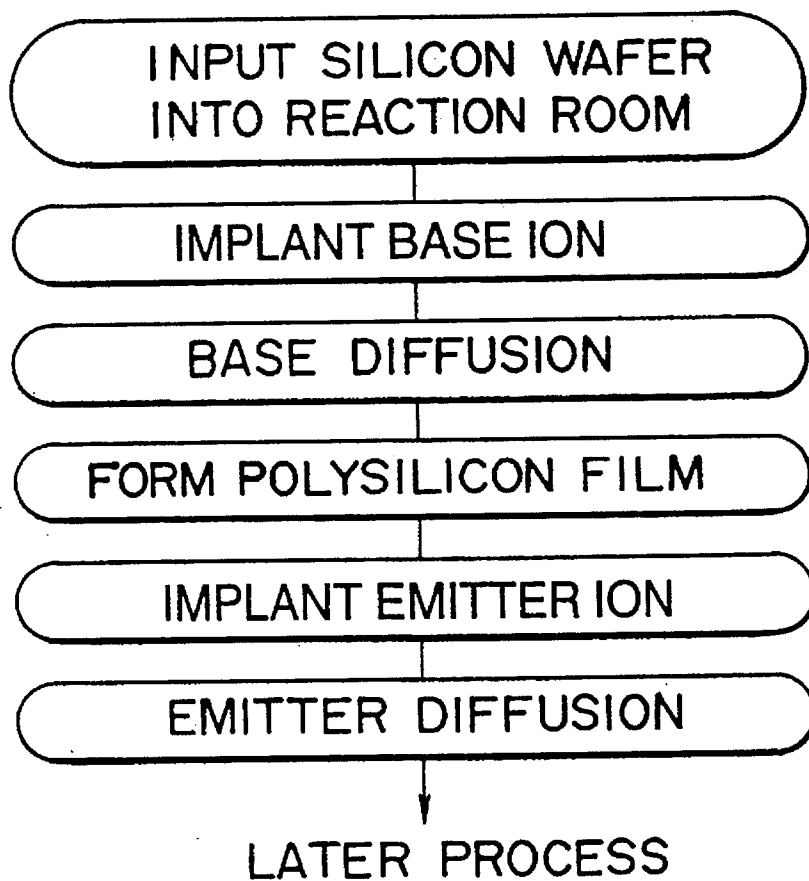 INPUT SILICON WAFER
INTO REACTION ROOM
IMPLANT BASE ION
BASE DIFFUSION
FORM POLYSILICON FILM
IMPLANT EMITTER ION
EMITTER DIFFUSION
LATER PROCESS